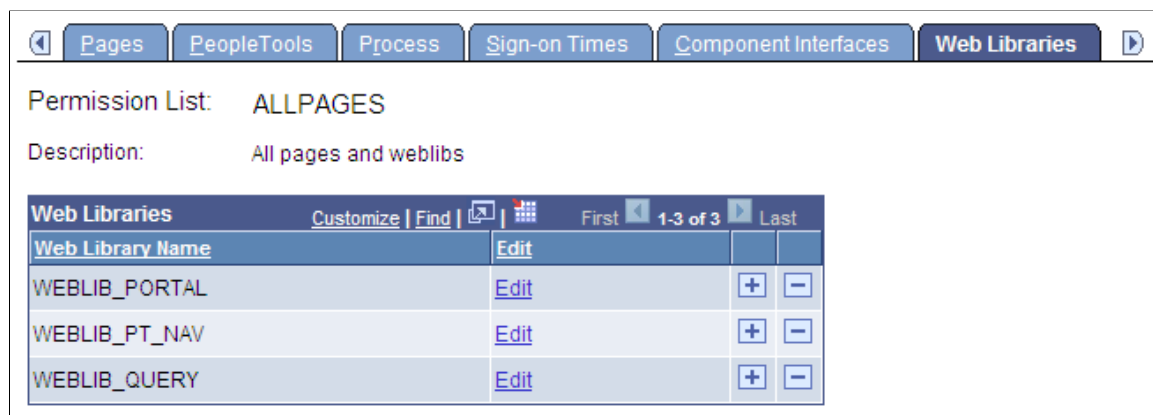 Pages PeopleTools Process Sign-on Times Component Interfaces Web Libraries
Permission List: ALLPAGES
Description: All pages and weblibs
Web Libraries Customize | Find | | First 1-3 of 3 Last
Web Library Name Edit
WEBLIB_PORTAL Edit
WEBLIB_PT_NAV Edit
WEBLIB_QUERY Edit